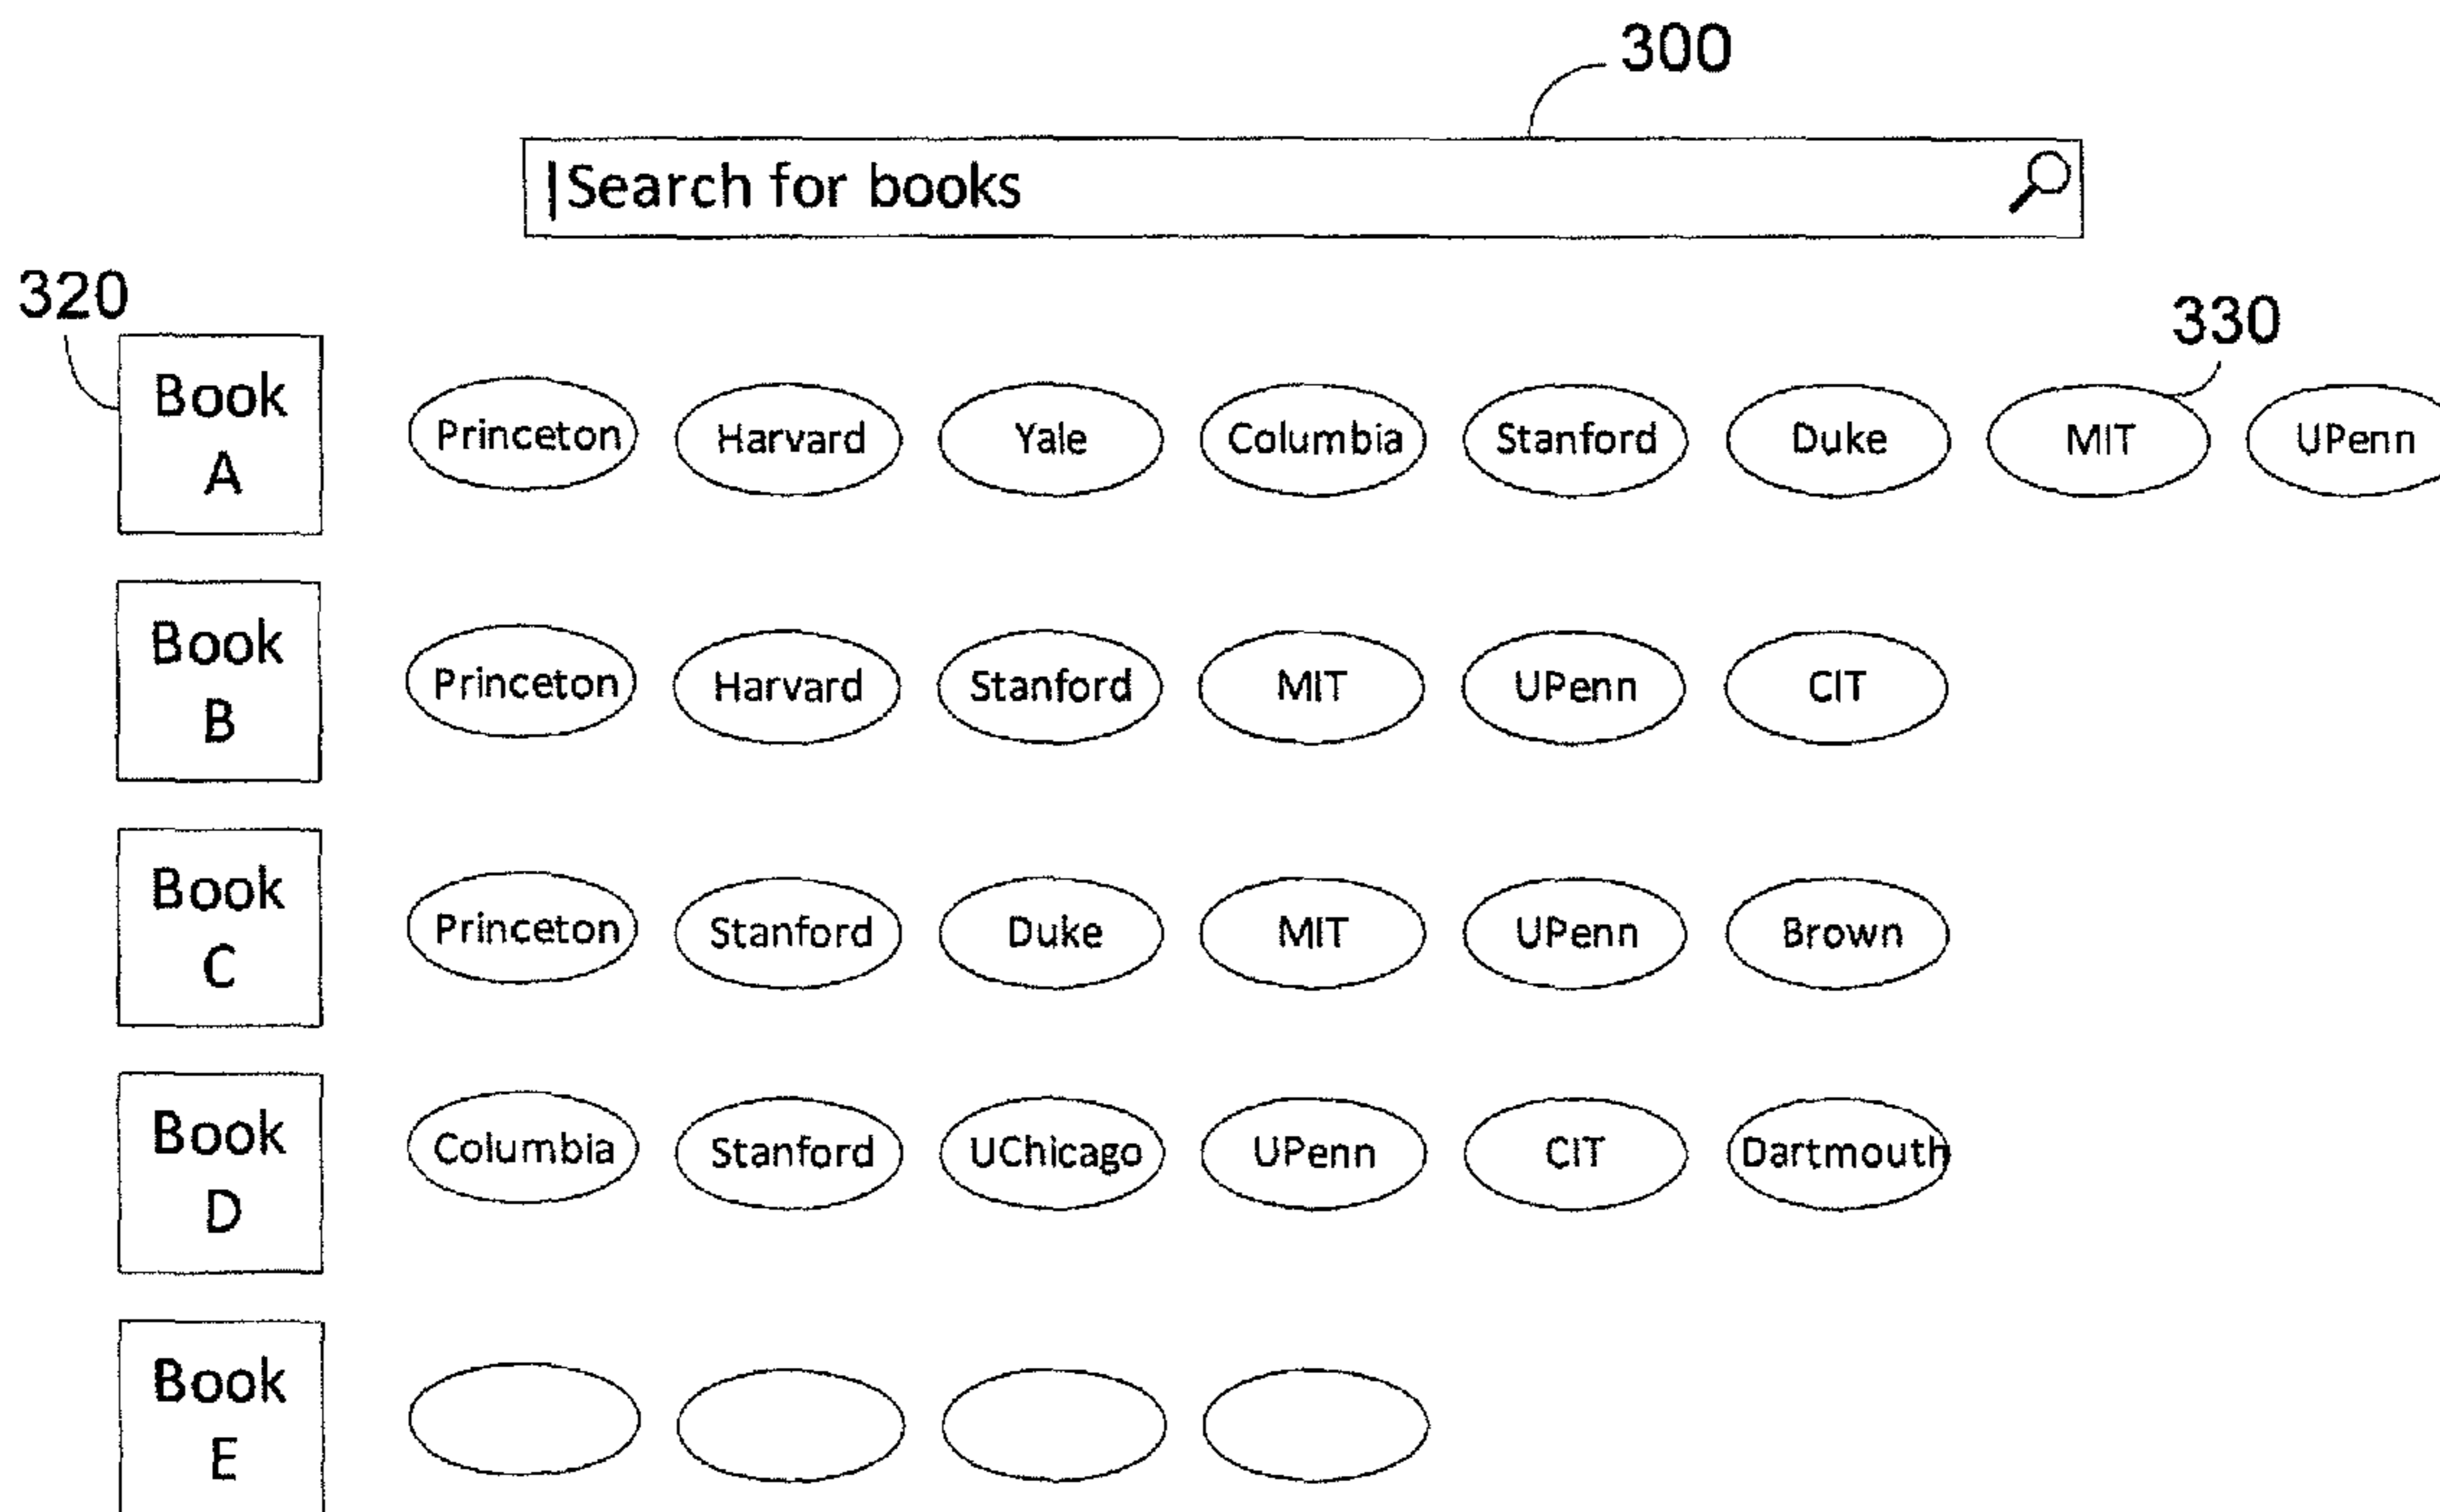 300
Search for books
320
330
Book
A
Princeton Harvard Yale Columbia Stanford Duke MIT UPenn
Book
B
Princeton Harvard Stanford MIT UPenn CIT
Book
C
Princeton Stanford Duke MIT UPenn Brown
Book
D
Columbia Stanford UChicago UPenn CIT Dartmouth
Book
E